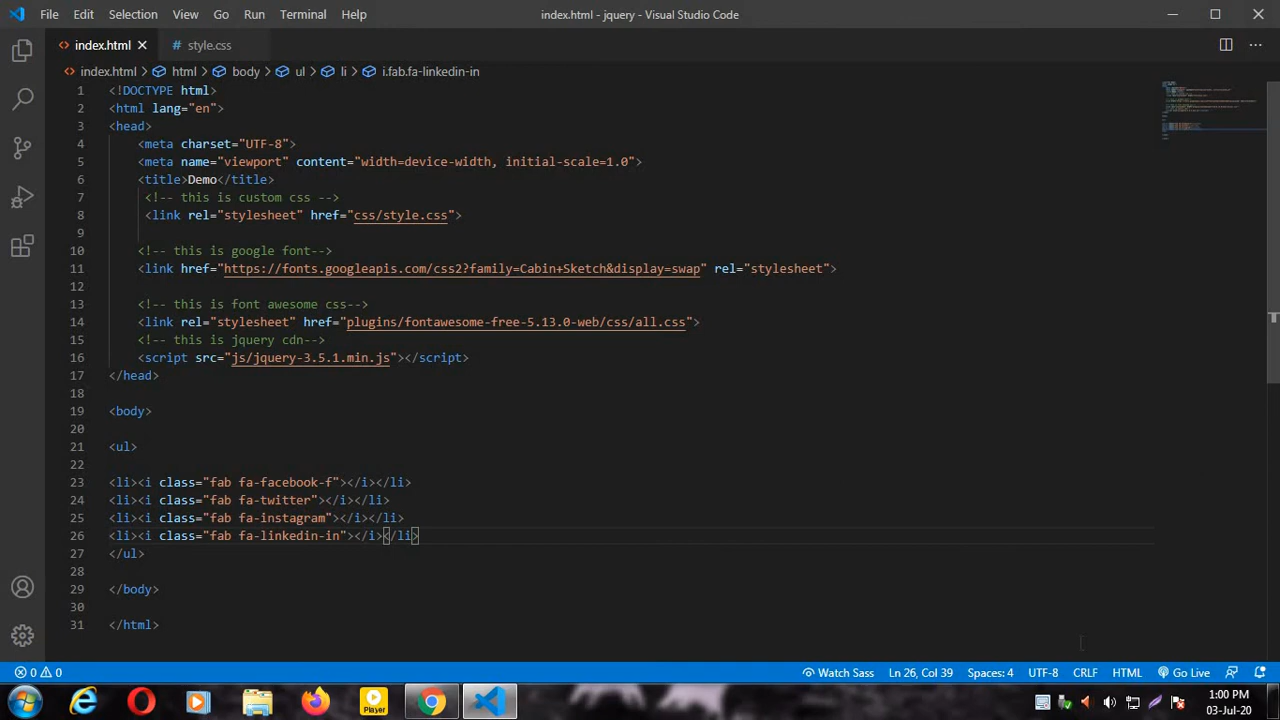 File Edit Selection View Go Run Terminal Help index.html - jquery - Visual Studio Code
index.html style.css
index.html html body ul li i.fab.fa-linkedin-in
1 <!DOCTYPE html>
2 <html lang="en">
3 <head>
4 <meta charset="UTF-8">
5 <meta name="viewport" content="width=device-width, initial-scale=1.0">
6 <title>Demo</title>
7 <!-- this is custom css -->
8 <link rel="stylesheet" href="css/style.css">
9
10 <!-- this is google font-->
11 <link href="https://fonts.googleapis.com/css2?family=Cabin+Sketch&display=swap" rel="stylesheet">
12
13 <!-- this is font awesome css-->
14 <link rel="stylesheet" href="plugins/fontawesome-free-5.13.0-web/css/all.css">
15 <!-- this is jquery cdn-->
16 <script src="js/jquery-3.5.1.min.js"></script>
17 </head>
18
19 <body>
20
21 <ul>
22
23 <li><i class="fab fa-facebook-f"></i></li>
24 <li><i class="fab fa-twitter"></i></li>
25 <li><i class="fab fa-instagram"></i></li>
26 <li><i class="fab fa-linkedin-in"></i></li>
27 </ul>
28
29 </body>
30
31 </html>
0 0 Watch Sass Ln 26, Col 39 Spaces: 4 UTF-8 CRLF HTML Go Live
Player
1:00 PM
03-Jul-20